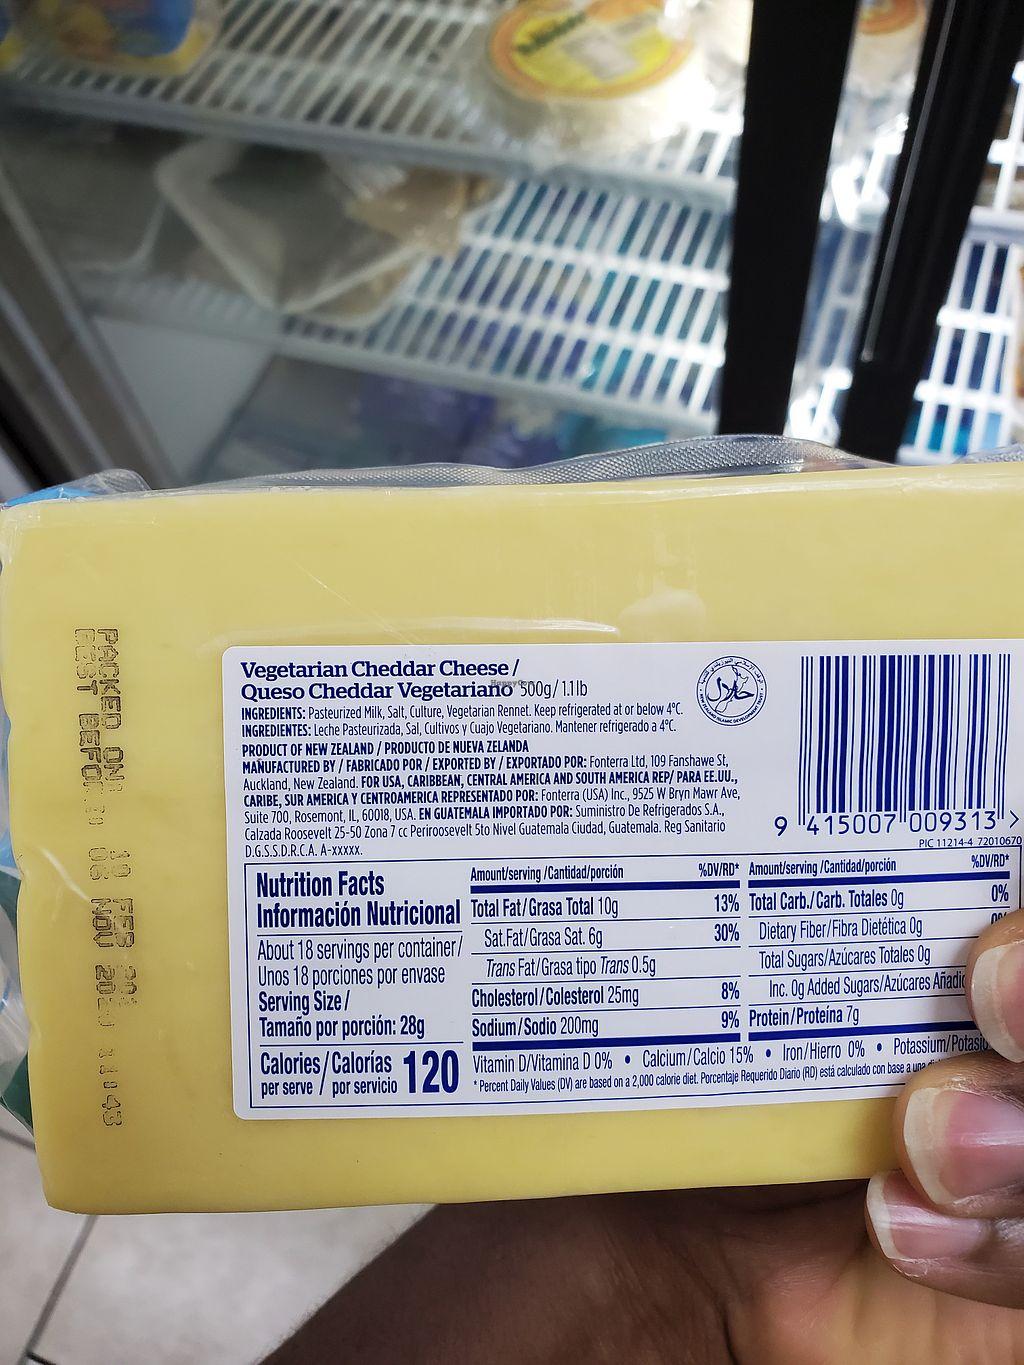 Vegetarian Cheddar Cheese /
Queso Cheddar Vegetariano 500g / 1.1 lb
INGREDIENTS: Pasteurized Milk, Salt, Culture, Vegetarian Rennet. Keep refrigerated at or below 4°C.
INGREDIENTES: Leche Pasteurizada, Sal, Cultivos y Cuajo Vegetariano. Mantener refrigerado a 4°C.
PRODUCT OF NEW ZEALAND / PRODUCTO DE NUEVA ZELANDA
MANUFACTURED BY / FABRICADO POR / EXPORTED BY / EXPORTADO POR: Fonterra Ltd, 109 Fanshawe St,
Auckland, New Zealand. FOR USA, CARIBBEAN, CENTRAL AMERICA AND SOUTH AMERICA REP/ PARA EE.UU.,
CARIBE, SUR AMERICA Y CENTROAMERICA REPRESENTADO POR: Fonterra (USA) Inc., 9525 W Bryn Mawr Ave,
Suite 700, Rosemont, IL, 60018, USA. EN GUATEMALA IMPORTADO POR: Suministro De Refrigerados S.A.,
Calzada Roosevelt 25-50 Zona 7 cc Periroosevelt 5to Nivel Guatemala Ciudad, Guatemala. Reg Sanitario
D.G.S.S.D.R.C.A. A-xxxxx.
حلال
9 415007 009313 >
PIC 11214-4 72010670
Nutrition Facts
Información Nutricional
About 18 servings per container/
Unos 18 porciones por envase
Serving Size /
Tamaño por porción: 28g
Calories/Calorías
per serve / por servicio 120
Amount/serving /Cantidad/porción %DV/RD*
Total Fat/Grasa Total 10g 13%
Sat.Fat/Grasa Sat. 6g 30%
Trans Fat/Grasa tipo Trans 0.5g
Cholesterol/Colesterol 25mg 8%
Sodium/Sodio 200mg 9%
Amount/serving /Cantidad/porción %DV/RD*
Total Carb./Carb. Totales 0g 0%
Dietary Fiber/Fibra Dietética 0g 0%
Total Sugars/Azúcares Totales 0g
Inc. 0g Added Sugars/Azúcares
Protein/Proteína 7g
Vitamin D/Vitamina D 0% • Calcium/Calcio 15% • Iron/Hierro 0% • Potassium/
* Percent Daily Values (DV) are based on a 2,000 calorie diet. Porcentaje Requerido Diario (RD) está calculado con base a
PACKED ON
BEST BEFORE